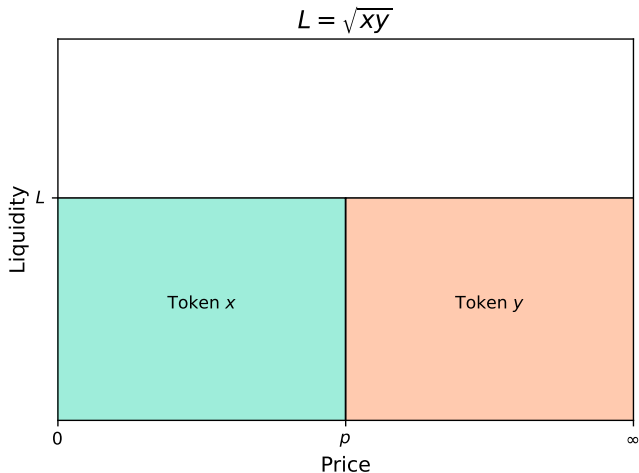 L = √xy
Liquidity
L
Token x
Token y
0
p
∞
Price